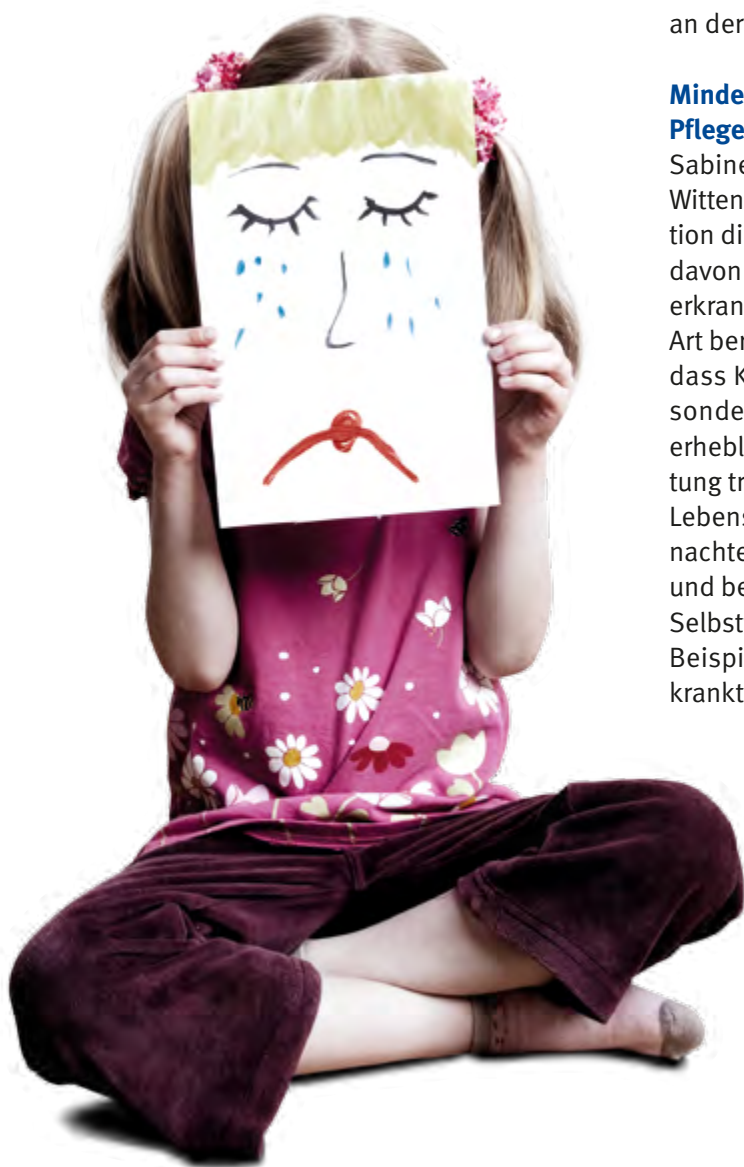 an der
Minde
Pflege
Sabine
Witten
tion di
davon
erkran
Art ber
dass K
sonde
erhebl
tung tr
Lebens
nachte
und be
Selbst
Beispi
krankt